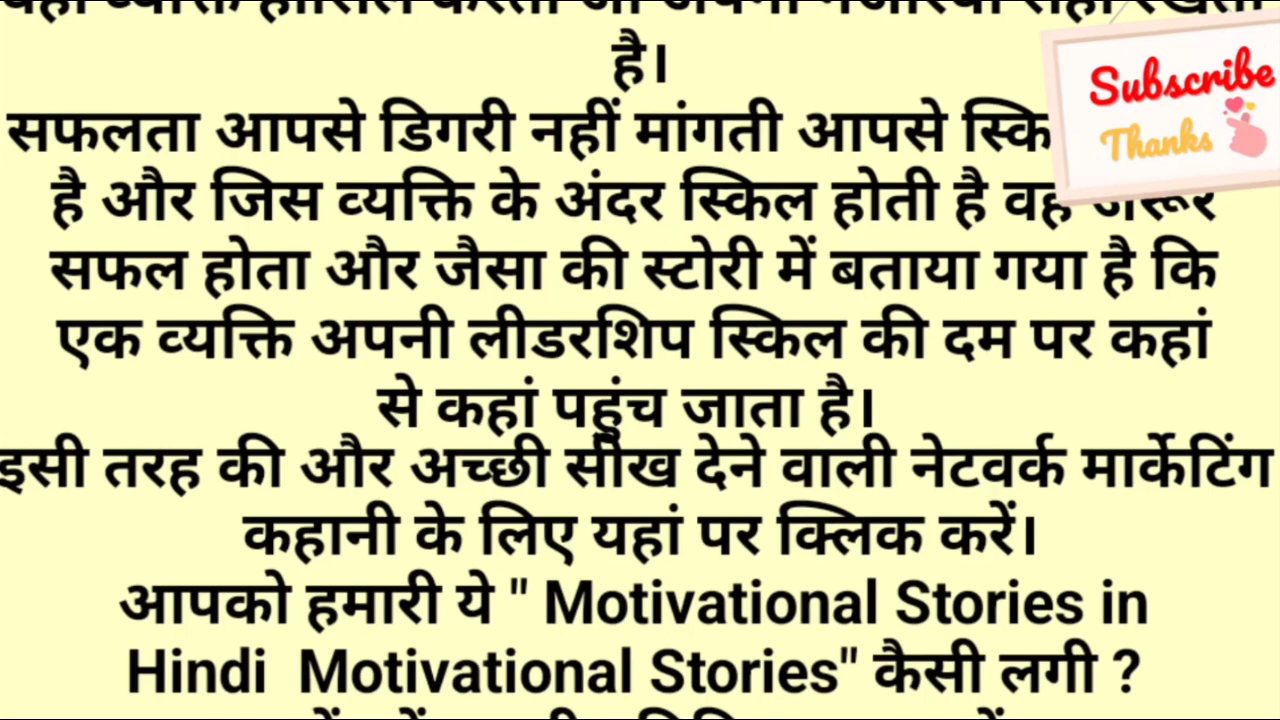 है।
सफलता आपसे डिगरी नहीं मांगती आपसे
है और जिस व्यक्ति के अंदर स्किल होती है वह जरूर
सफल होता और जैसा की स्टोरी में बताया गया है कि
एक व्यक्ति अपनी लीडरशिप स्किल की दम पर कहां
से कहां पहुंच जाता है।
इसी तरह की और अच्छी सीख देने वाली नेटवर्क मार्केटिंग
कहानी के लिए यहां पर क्लिक करें।
आपको हमारी ये " Motivational Stories in
Hindi Motivational Stories" कैसी लगी ?
Subscribe
Thanks